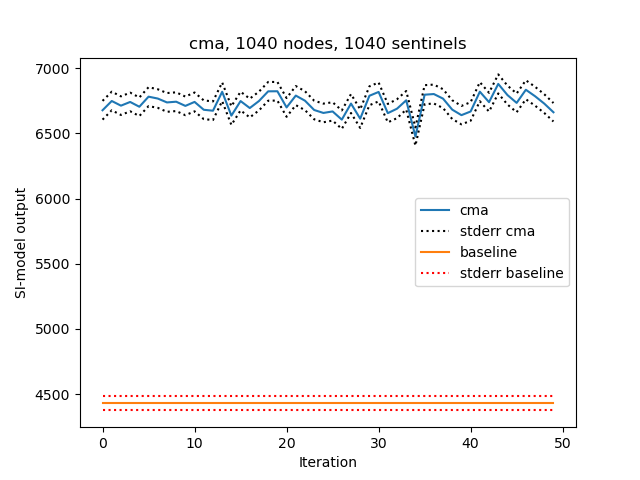 cma, 1040 nodes, 1040 sentinels
7000
6500
6000
5500
5000
4500
SI-model output
cma
stderr cma
baseline
stderr baseline
0 10 20 30 40 50
Iteration